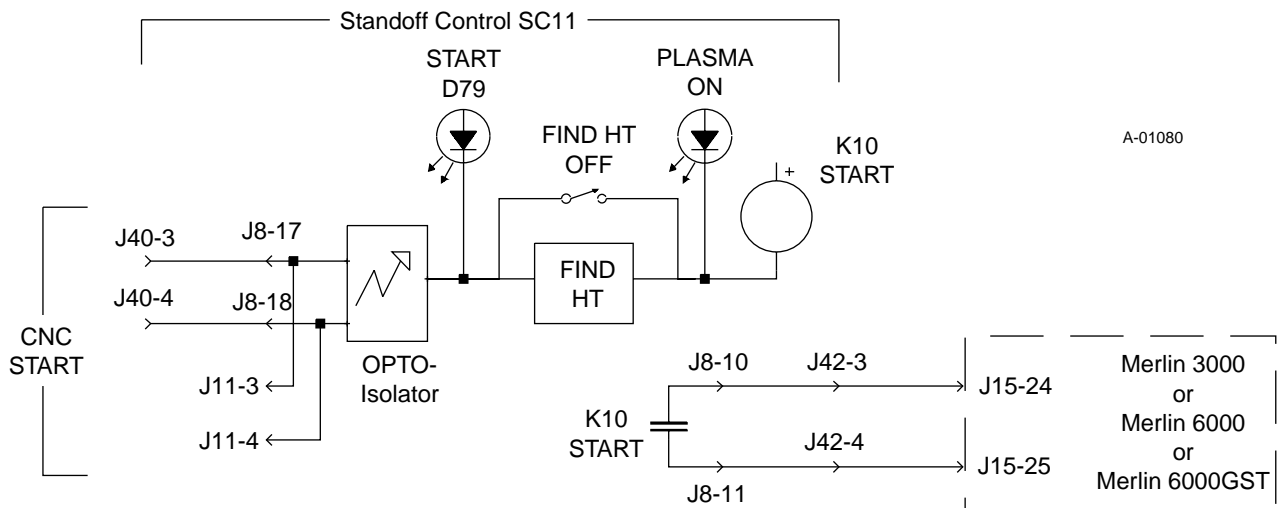 Standoff Control SC11
START
D79
PLASMA
ON
FIND HT
OFF
K10
START
+
A-01080
J40-3
J8-17
J40-4
J8-18
FIND
HT
CNC
START
OPTO-
Isolator
J11-3
J11-4
J8-10
J42-3
J15-24
K10
START
J42-4
J15-25
J8-11
Merlin 3000
or
Merlin 6000
or
Merlin 6000GST